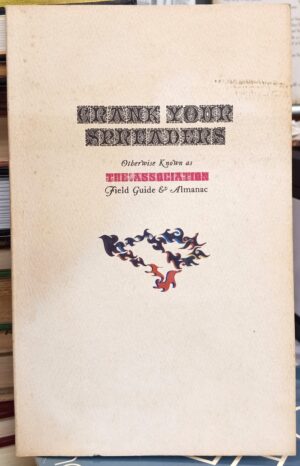 CRANK YOUR
SPREADERS
Otherwise Known as
THE ASSOCIATION
Field Guide & Almanac